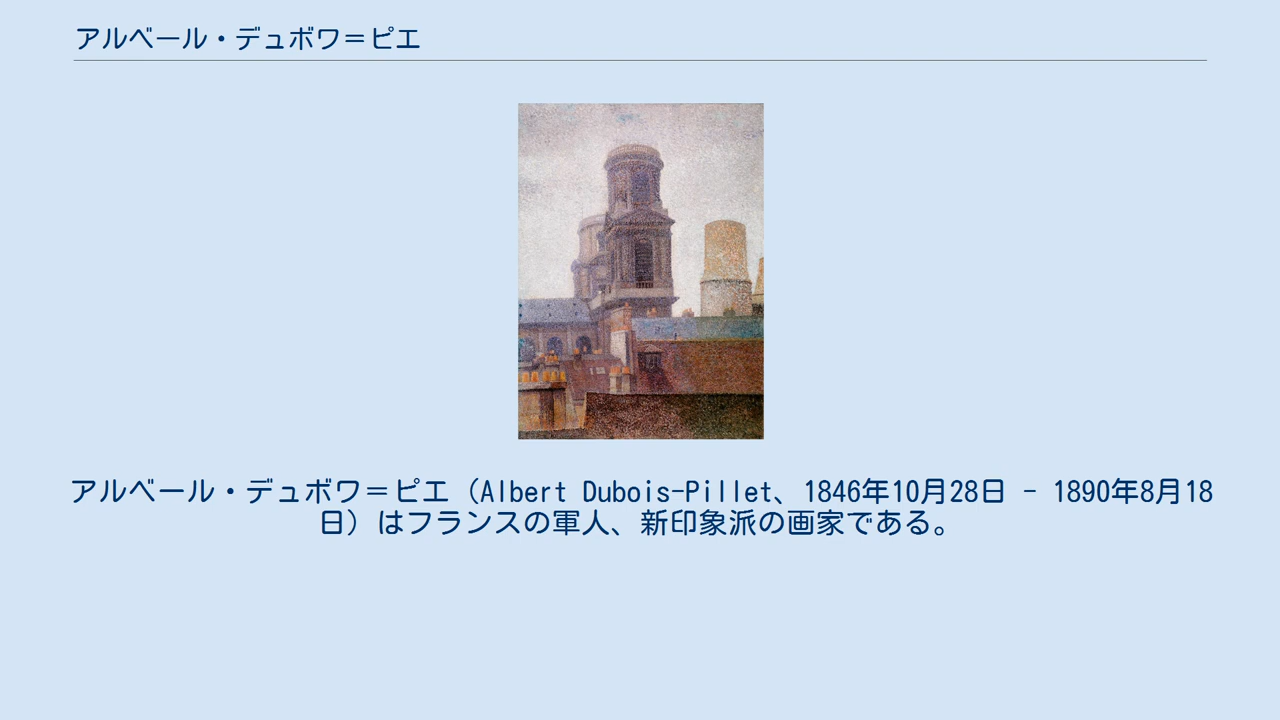 アルベール・デュボワ＝ピエ
アルベール・デュボワ＝ピエ（Albert Dubois-Pillet、1846年10月28日 - 1890年8月18
日）はフランスの軍人、新印象派の画家である。